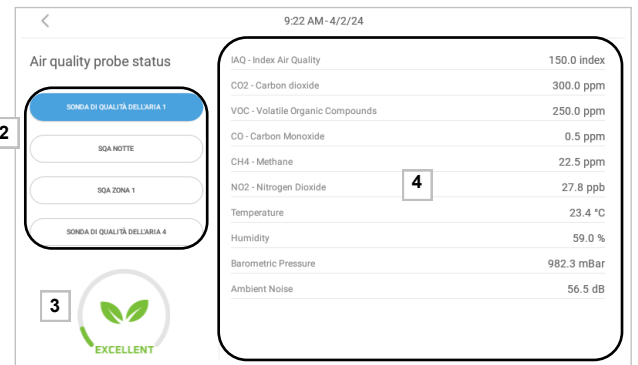 9:22 AM-4/2/24
Air quality probe status
2
SONDA DI QUALITÀ DELL'ARIA 1
SQA NOTTE
SQA ZONA 1
SONDA DI QUALITÀ DELL'ARIA 4
3
EXCELLENT
IAQ - Index Air Quality 150.0 index
CO2 - Carbon dioxide 300.0 ppm
VOC - Volatile Organic Compounds 250.0 ppm
CO - Carbon Monoxide 0.5 ppm
CH4 - Methane 22.5 ppm
4
NO2 - Nitrogen Dioxide 27.8 ppb
Temperature 23.4 °C
Humidity 59.0 %
Barometric Pressure 982.3 mBar
Ambient Noise 56.5 dB